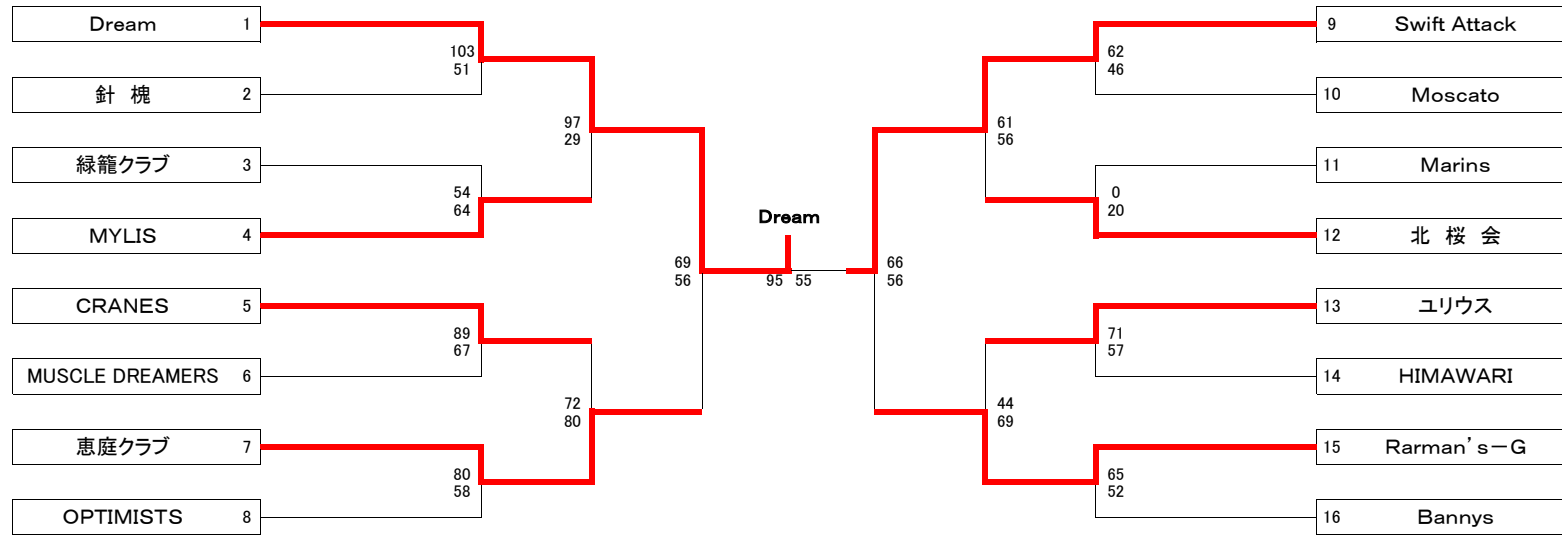 Dream 1
103
51
針 槐 2
97
29
緑籠クラブ 3
54
64
MYLIS 4
69
56
CRANES 5
89
67
MUSCLE DREAMERS 6
72
80
恵庭クラブ 7
80
58
OPTIMISTS 8
Dream
95 55
9 Swift Attack
62
46
10 Moscato
61
56
11 Marins
0
20
12 北 桜 会
66
56
13 ユリウス
71
57
14 HIMAWARI
44
69
15 Rarman's－G
65
52
16 Bannys